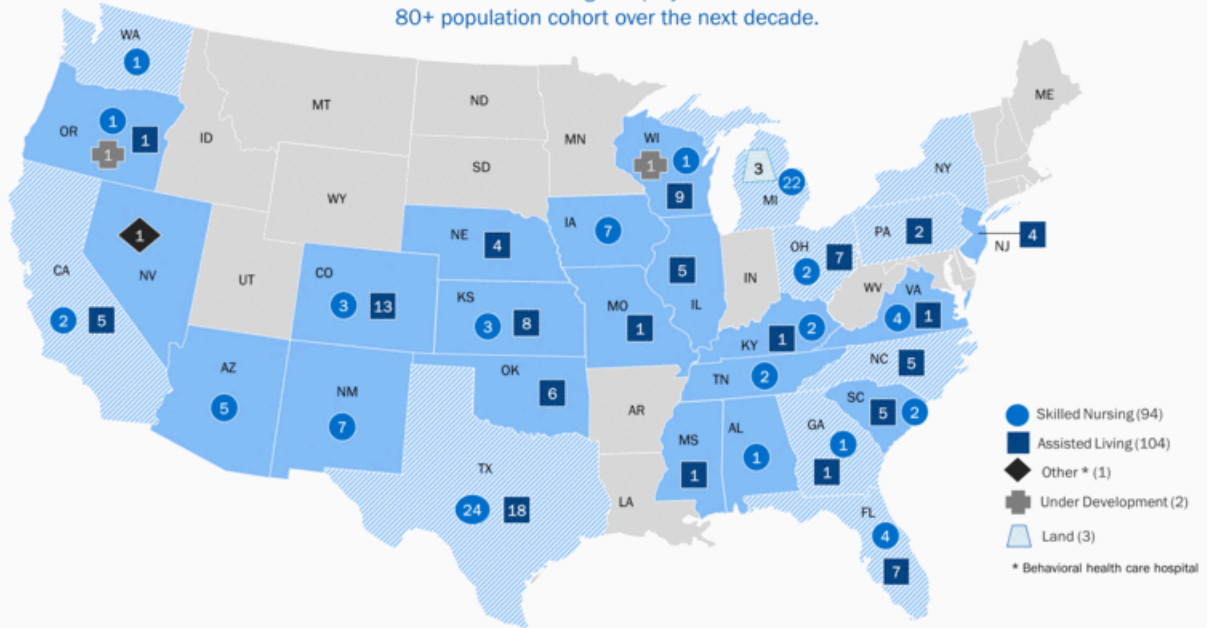 80+ population cohort over the next decade.
WA
1
OR
1
1
1
ID
MT
ND
MN
SD
WY
WI
1
1
9
3
22
MI
NY
ME
CA
2
5
1
NV
UT
CO
3
13
NE
4
IA
7
KS
3
8
MO
1
5
IL
IN
OH
2
7
PA
2
NJ
4
WV
VA
4
1
KY
1
2
AZ
5
NM
7
OK
6
AR
TN
2
NC
5
SC
5
2
MS
1
AL
1
GA
1
1
TX
24
18
LA
FL
4
7
Skilled Nursing (94)
Assisted Living (104)
Other * (1)
Under Development (2)
Land (3)
* Behavioral health care hospital